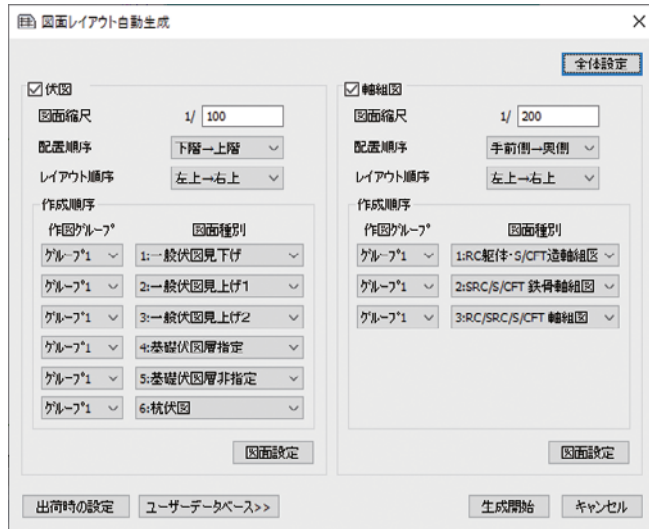 図面レイアウト自動生成
全体設定
伏図
図面縮尺 1/ 100
配置順序 下階→上階
レイアウト順序 左上→右上
作成順序
作図グループ 図面種別
グループ1 1:一般伏図見下げ
グループ1 2:一般伏図見上げ1
グループ1 3:一般伏図見上げ2
グループ1 4:基礎伏図層指定
グループ1 5:基礎伏図層非指定
グループ1 6:杭伏図
図面設定
軸組図
図面縮尺 1/ 200
配置順序 手前側→奥側
レイアウト順序 左上→右上
作成順序
作図グループ 図面種別
グループ1 1:RC躯体・S/CFT造軸組図
グループ1 2:SRC/S/CFT 鉄骨軸組図
グループ1 3:RC/SRC/S/CFT 軸組図
図面設定
出荷時の設定 ユーザーデータベース>> 生成開始 キャンセル